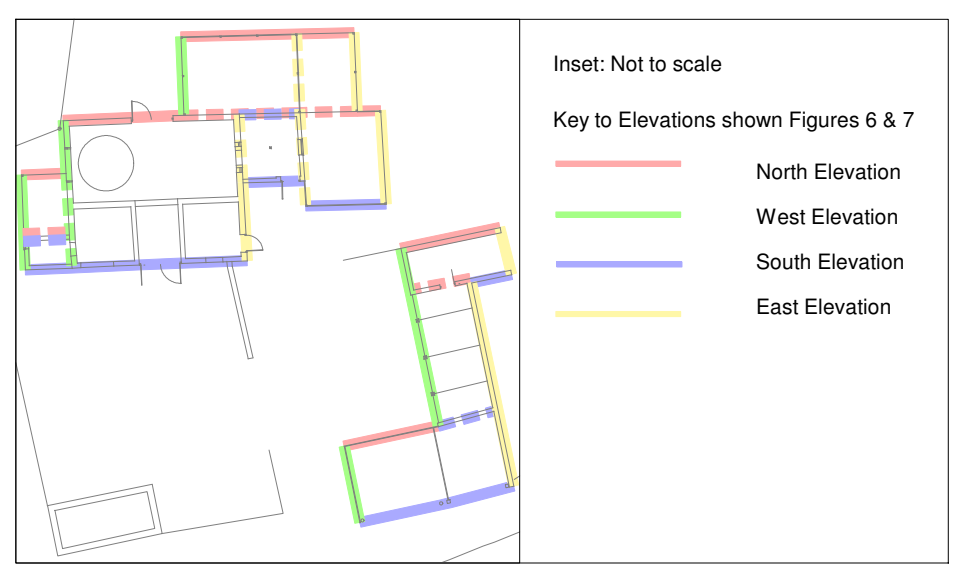 Inset: Not to scale
Key to Elevations shown Figures 6 & 7
North Elevation
West Elevation
South Elevation
East Elevation